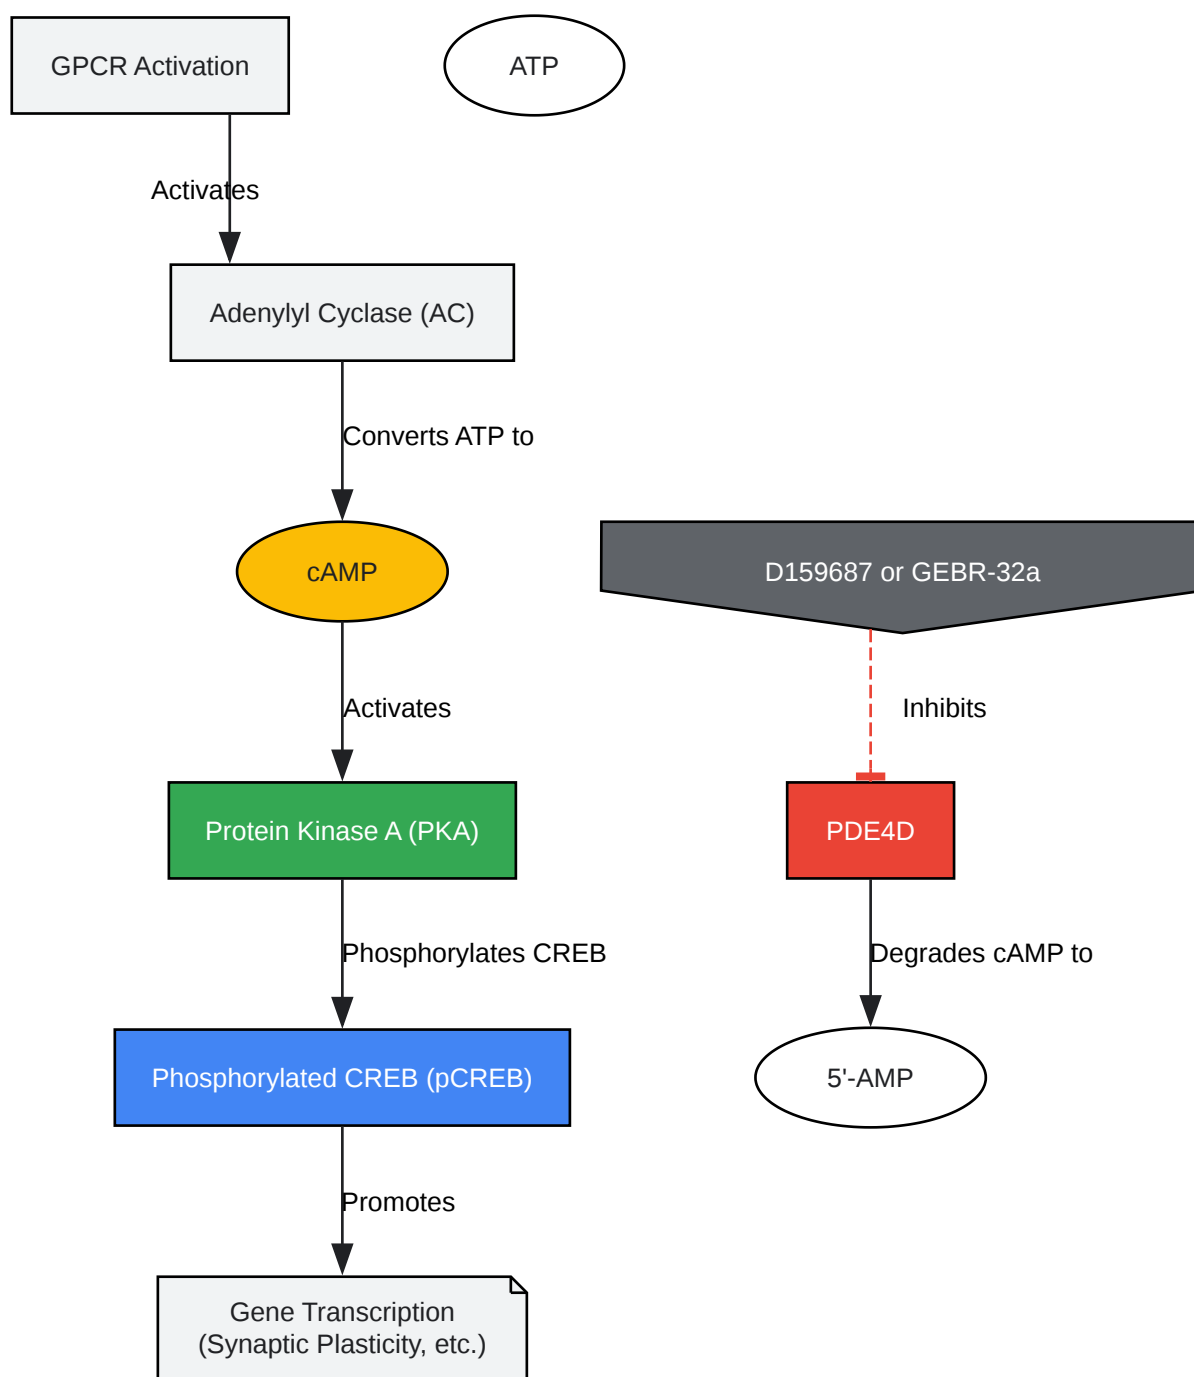 GPCR Activation
ATP
Activates
Adenylyl Cyclase (AC)
Converts ATP to
cAMP
D159687 or GEBR-32a
Activates
Inhibits
Protein Kinase A (PKA)
PDE4D
Phosphorylates CREB
Degrades cAMP to
Phosphorylated CREB (pCREB)
5'-AMP
Promotes
Gene Transcription
(Synaptic Plasticity, etc.)